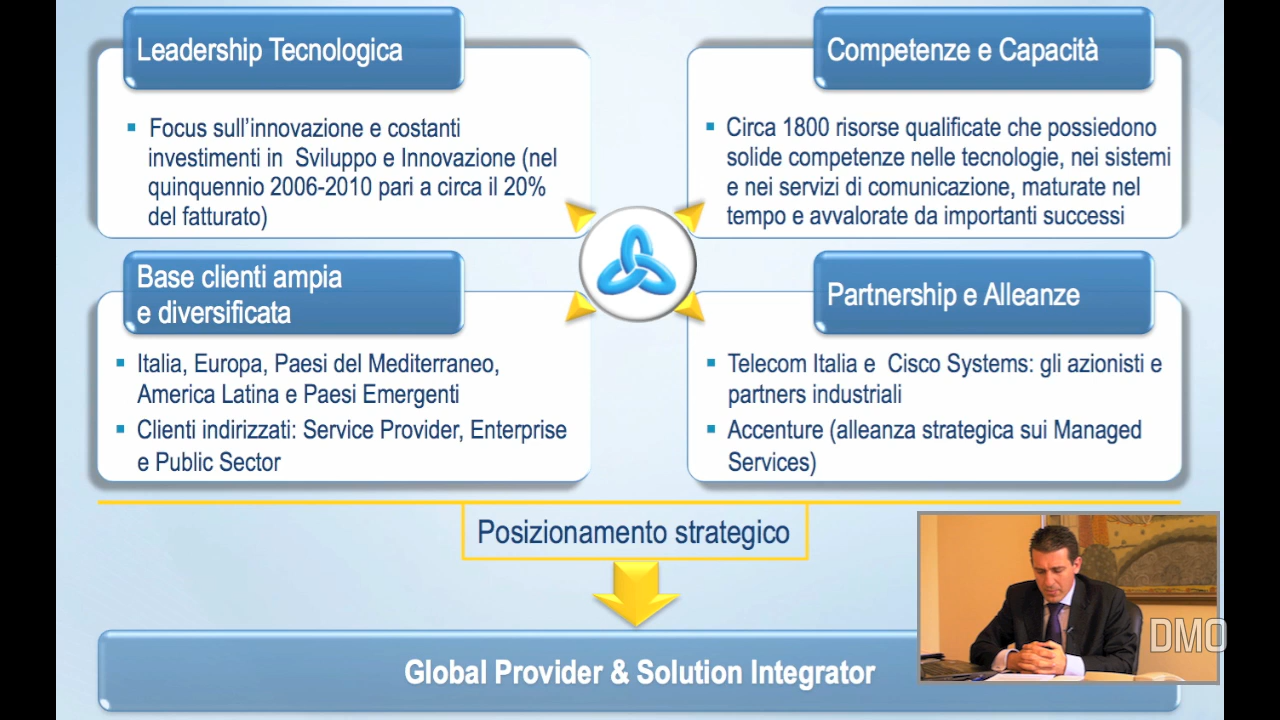 Leadership Tecnologica
Focus sull'innovazione e costanti
investimenti in Sviluppo e Innovazione (nel
quinquennio 2006-2010 pari a circa il 20%
del fatturato)
Competenze e Capacità
Circa 1800 risorse qualificate che possiedono
solide competenze nelle tecnologie, nei sistemi
e nei servizi di comunicazione, maturate nel
tempo e avvalorate da importanti successi
Base clienti ampia
e diversificata
Italia, Europa, Paesi del Mediterraneo,
America Latina e Paesi Emergenti
Clienti indirizzati: Service Provider, Enterprise
e Public Sector
Partnership e Alleanze
Telecom Italia e Cisco Systems: gli azionisti e
partners industriali
Accenture (alleanza strategica sui Managed
Services)
Posizionamento strategico
Global Provider & Solution Integrator
DMO